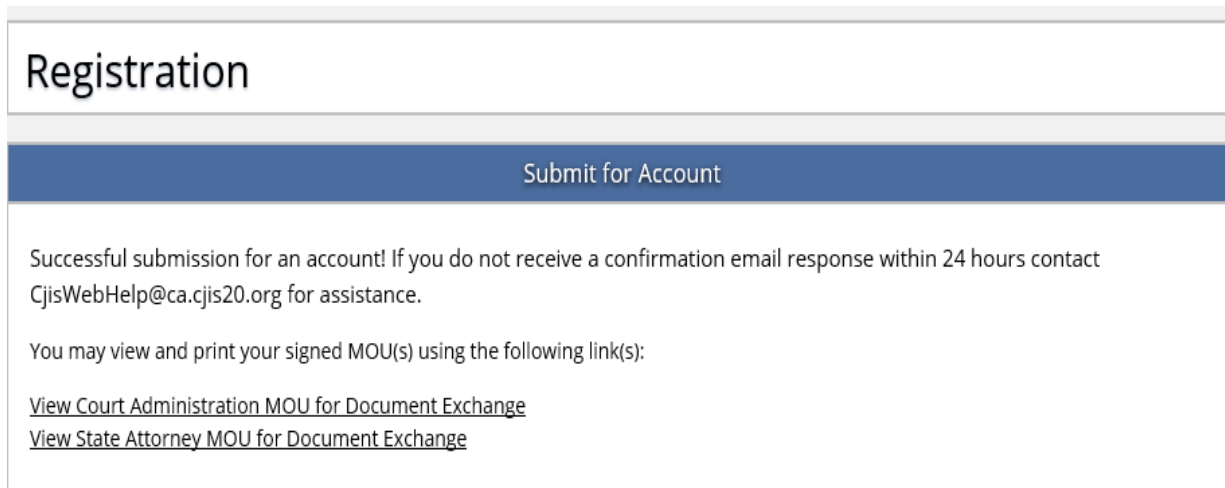 Registration
Submit for Account
Successful submission for an account! If you do not receive a confirmation email response within 24 hours contact
CjisWebHelp@ca.cjis20.org for assistance.
You may view and print your signed MOU(s) using the following link(s):
View Court Administration MOU for Document Exchange
View State Attorney MOU for Document Exchange